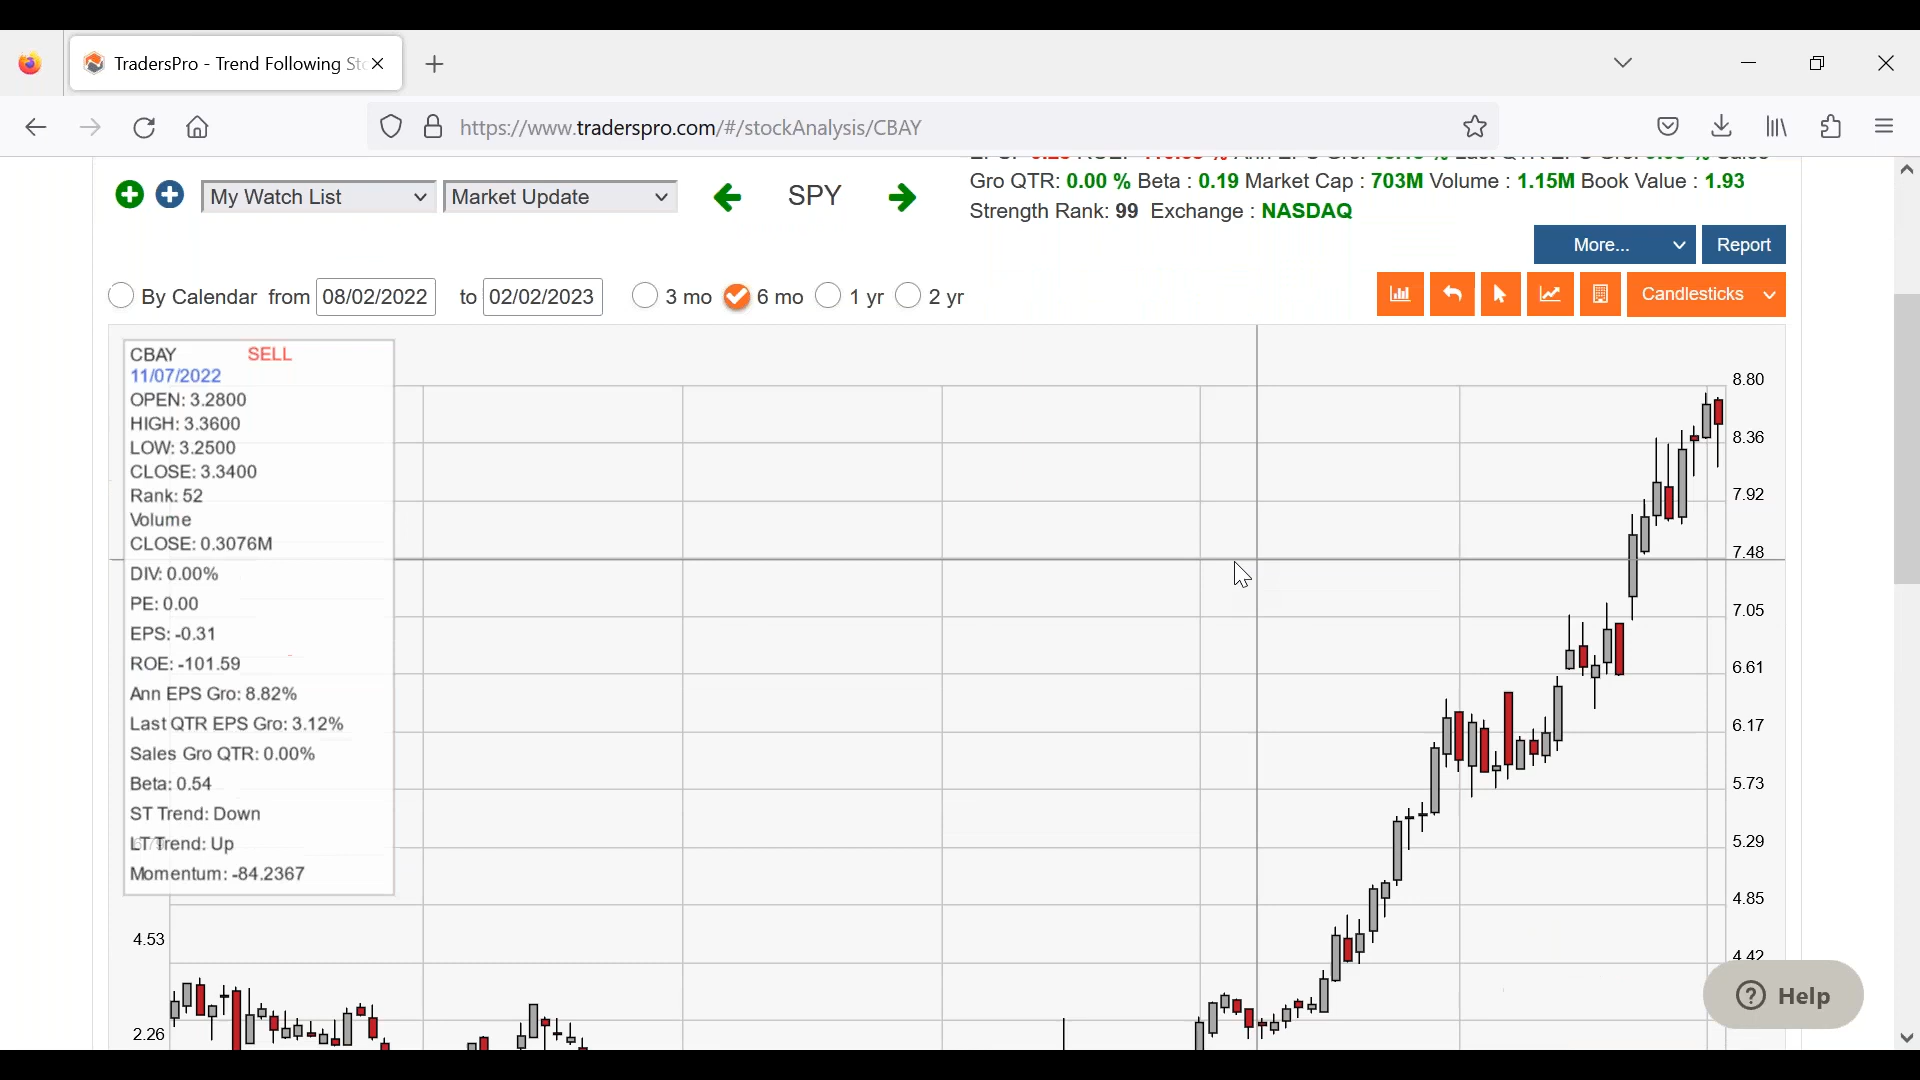 TradersPro - Trend Following Sto
https://www.traderspro.com/#/stockAnalysis/CBAY
My Watch List
Market Update
SPY
Gro QTR: 0.00 % Beta : 0.19 Market Cap : 703M Volume : 1.15M Book Value : 1.93
Strength Rank: 99 Exchange : NASDAQ
More...
Report
By Calendar from 08/02/2022 to 02/02/2023 3 mo 6 mo 1 yr 2 yr
Candlesticks
CBAY SELL
11/07/2022
OPEN: 3.2800
HIGH: 3.3600
LOW: 3.2500
CLOSE: 3.3400
Rank: 52
Volume
CLOSE: 0.3076M
DIV: 0.00%
PE: 0.00
EPS: -0.31
ROE: -101.59
Ann EPS Gro: 8.82%
Last QTR EPS Gro: 3.12%
Sales Gro QTR: 0.00%
Beta: 0.54
ST Trend: Down
LT Trend: Up
Momentum: -84.2367
4.53
2.26
8.80
8.36
7.92
7.48
7.05
6.61
6.17
5.73
5.29
4.85
4.42
Help